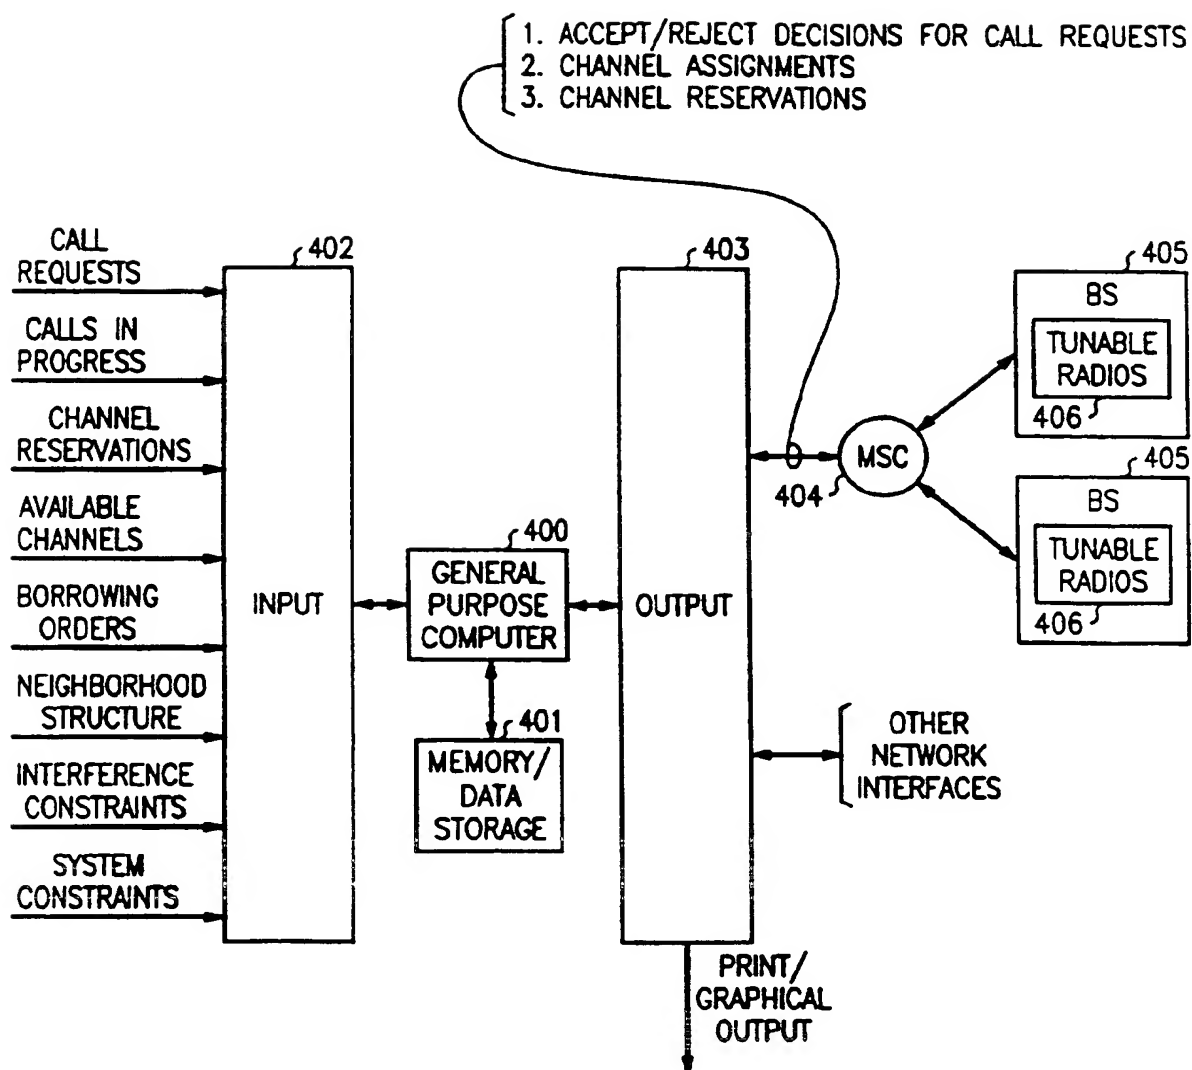 1. ACCEPT/REJECT DECISIONS FOR CALL REQUESTS
2. CHANNEL ASSIGNMENTS
3. CHANNEL RESERVATIONS
CALL
REQUESTS
CALLS IN
PROGRESS
CHANNEL
RESERVATIONS
AVAILABLE
CHANNELS
BORROWING
ORDERS
NEIGHBORHOOD
STRUCTURE
INTERFERENCE
CONSTRAINTS
SYSTEM
CONSTRAINTS
402
INPUT
400
GENERAL
PURPOSE
COMPUTER
401
MEMORY/
DATA
STORAGE
403
OUTPUT
MSC
404
405
BS
TUNABLE
RADIOS
406
405
BS
TUNABLE
RADIOS
406
OTHER
NETWORK
INTERFACES
PRINT/
GRAPHICAL
OUTPUT